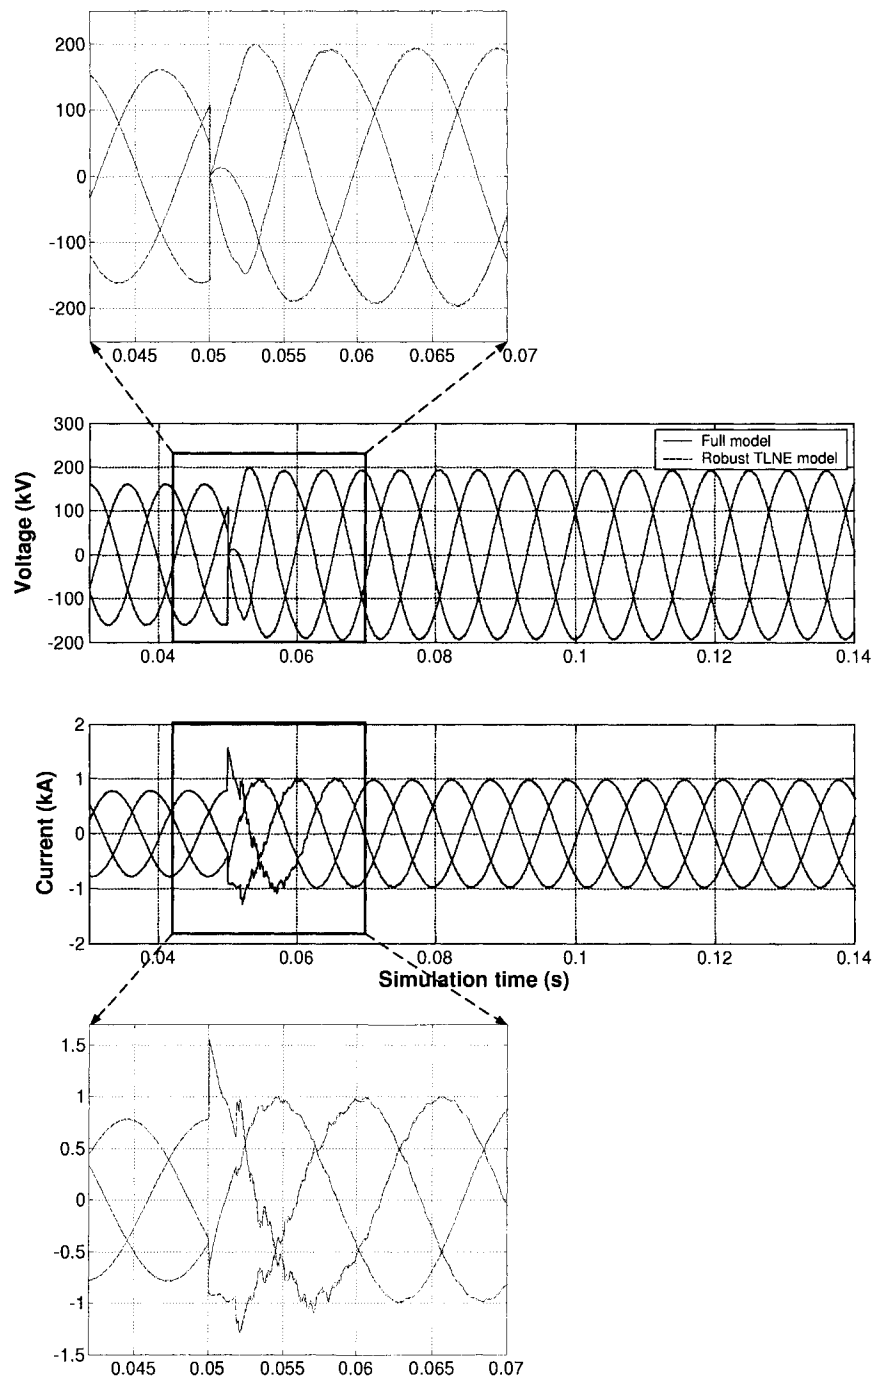 200
100
0
-100
-200
0.045 0.05 0.055 0.06 0.065 0.07
300
200
100
0
-100
-200
Voltage (kV)
Full model
Robust TLNE model
0.04 0.06 0.08 0.1 0.12 0.14
2
1
0
-1
-2
Current (kA)
0.04 0.06 0.08 0.1 0.12 0.14
Simulation time (s)
1.5
1
0.5
0
-0.5
-1
-1.5
0.045 0.05 0.055 0.06 0.065 0.07